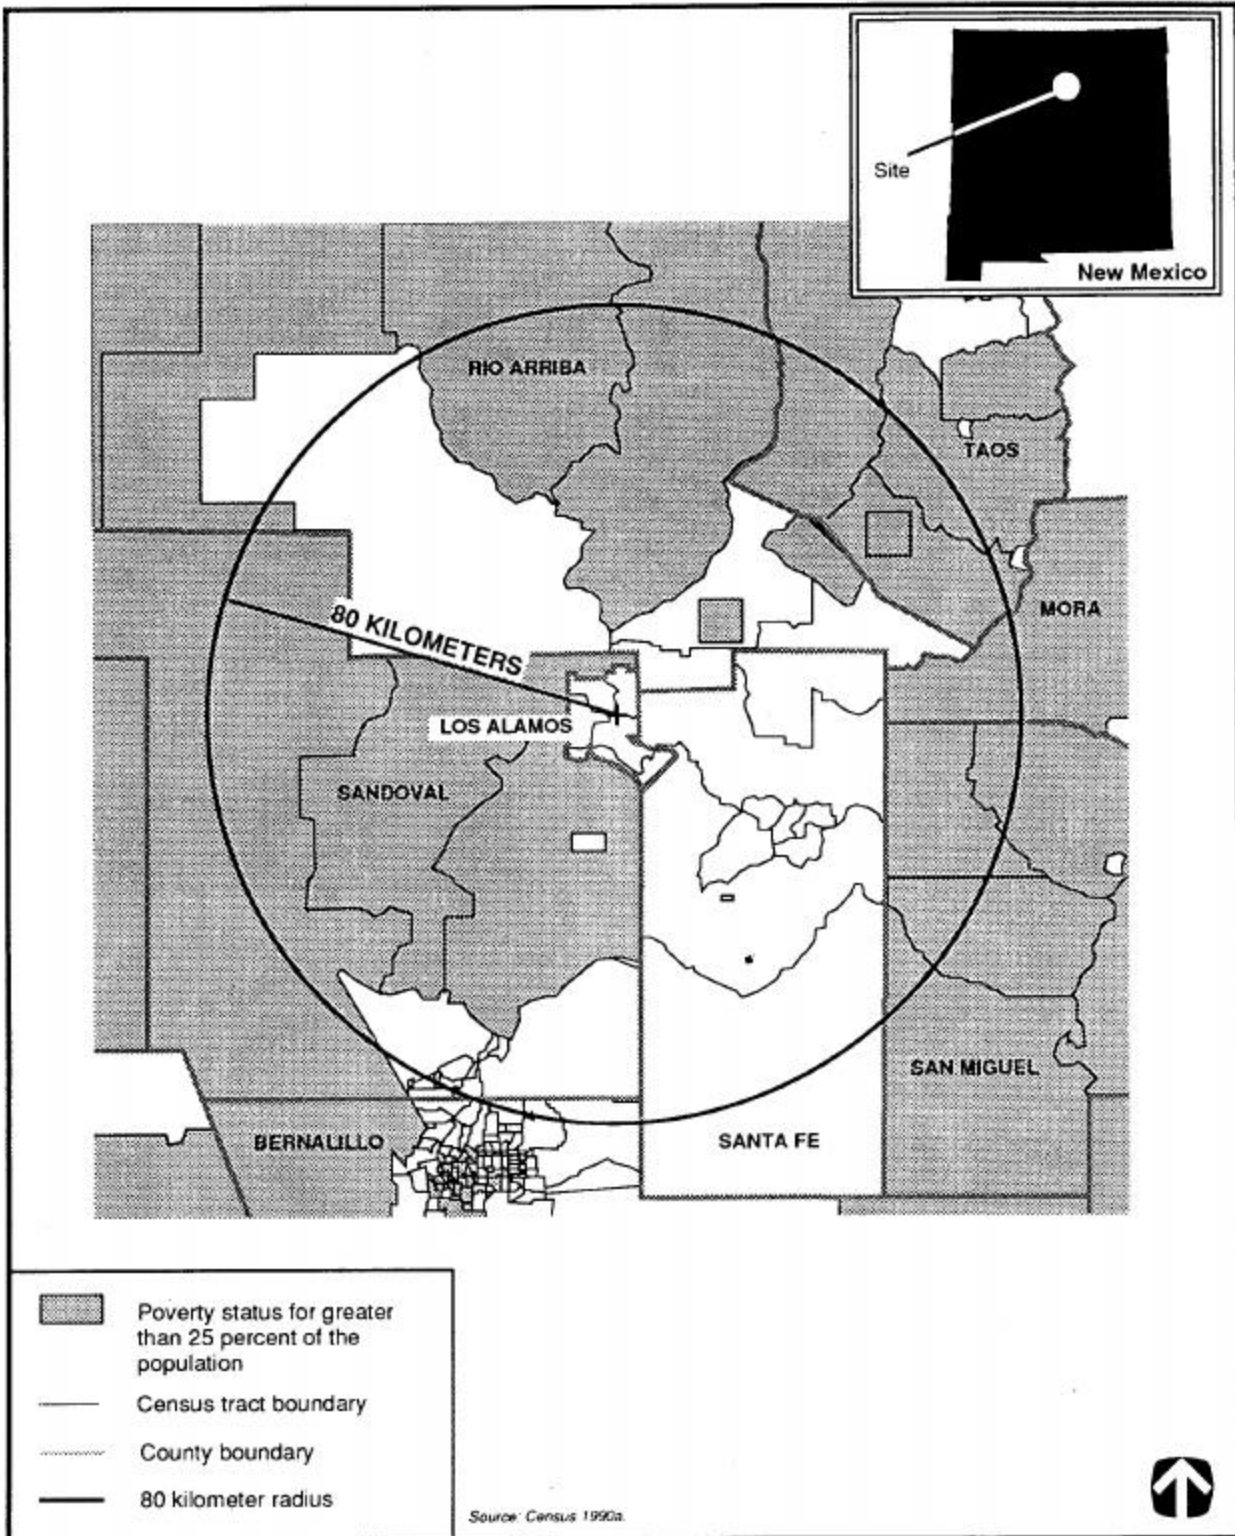 Site
New Mexico
RIO ARRIBA
TAOS
MORA
80 KILOMETERS
LOS ALAMOS
SANDOVAL
SAN MIGUEL
BERNALILLO
SANTA FE
Poverty status for greater
than 25 percent of the
population
Census tract boundary
County boundary
80 kilometer radius
Source: Census 1990a.